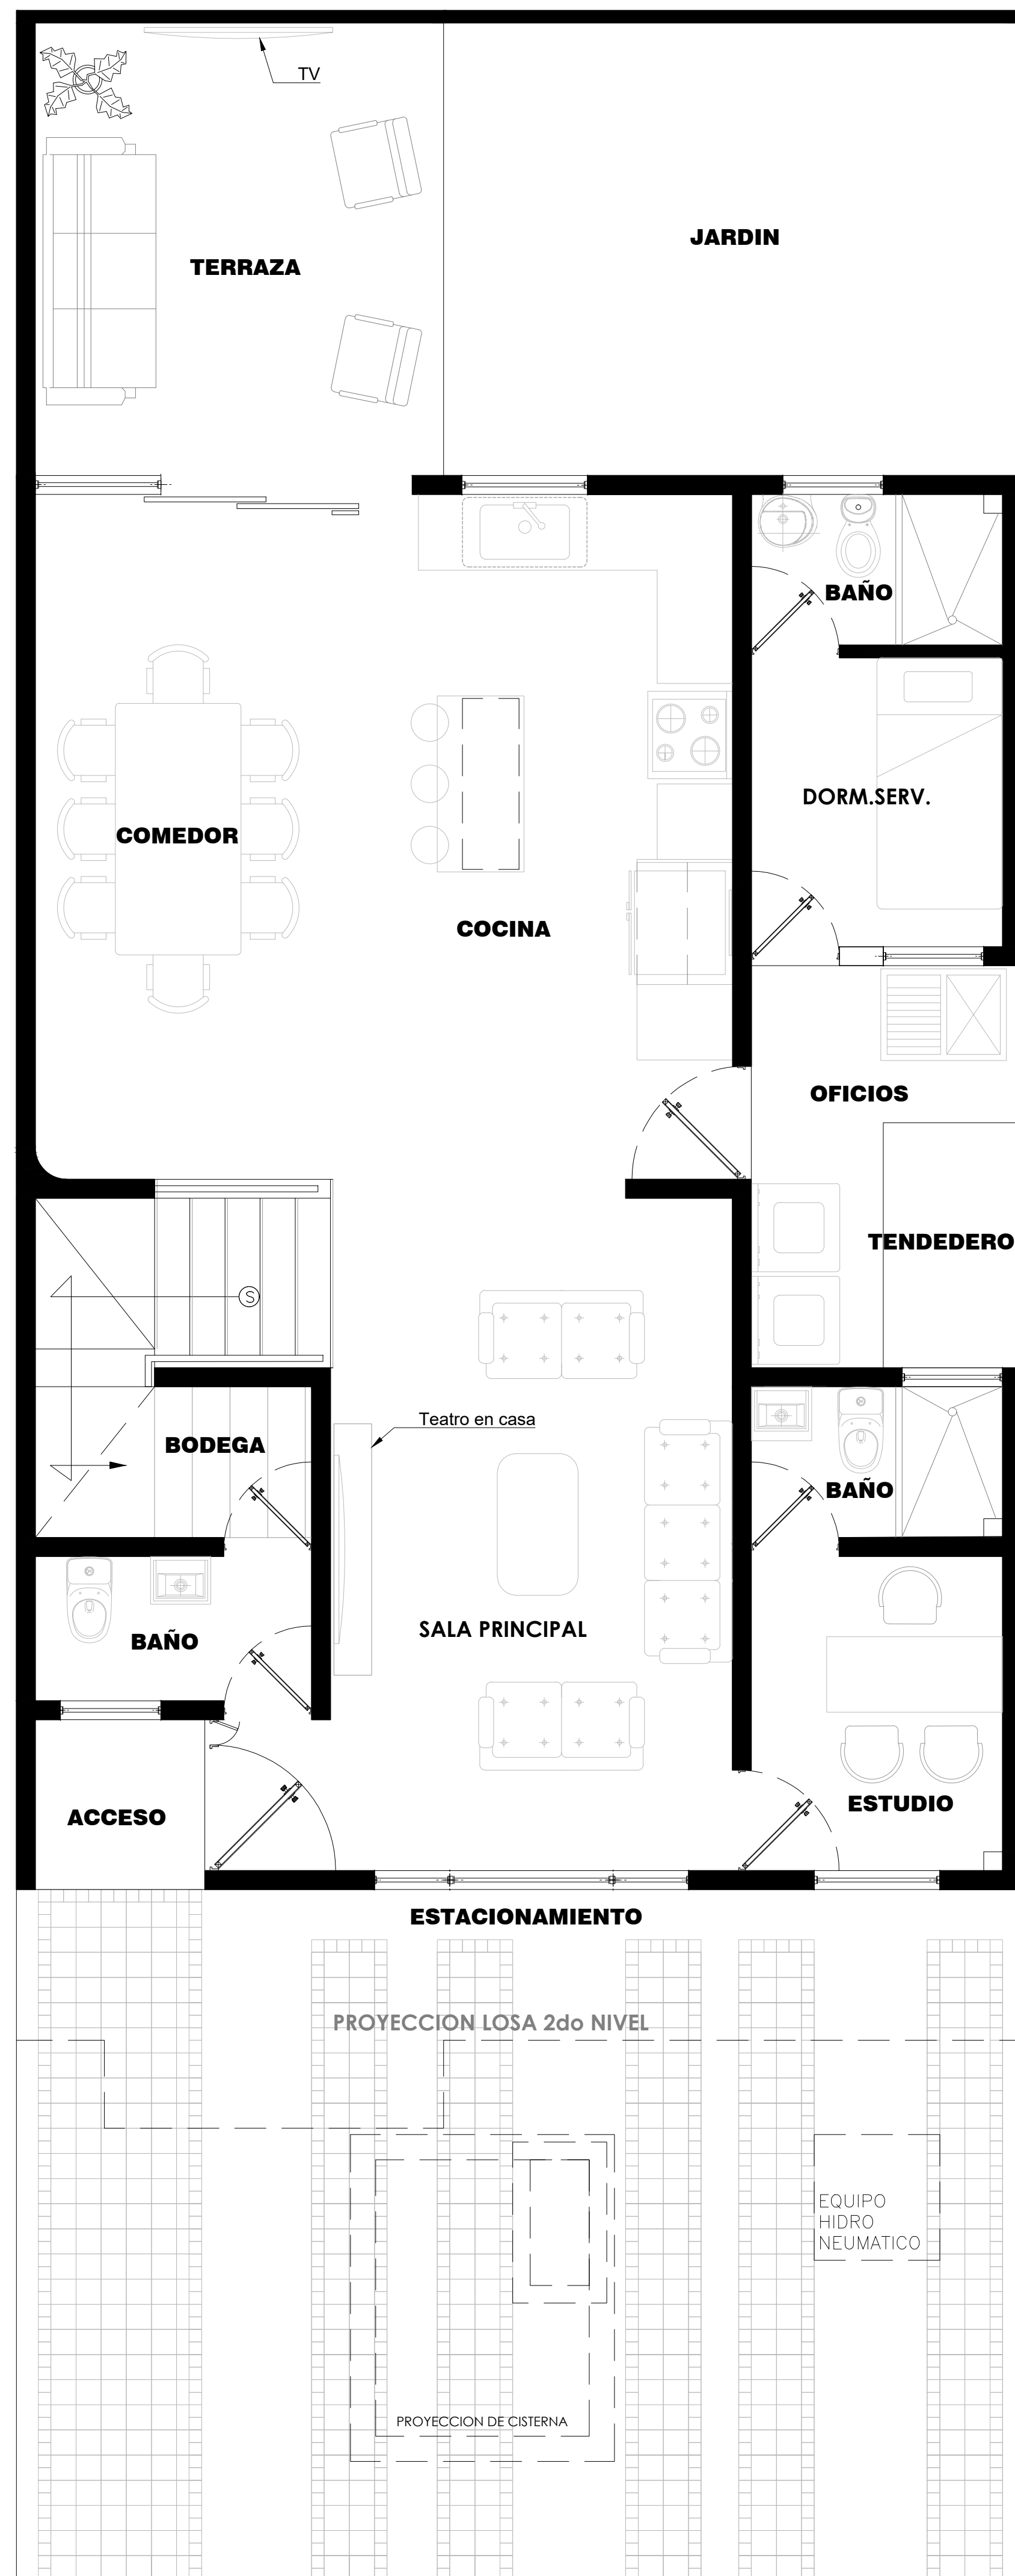 TV
JARDIN
TERRAZA
BAÑO
DORM.SERV.
COMEDOR
COCINA
OFICIOS
TENDEDERO
S
Teatro en casa
BODEGA
BAÑO
SALA PRINCIPAL
BAÑO
ESTUDIO
ACCESO
ESTACIONAMIENTO
PROYECCION LOSA 2do NIVEL
EQUIPO
HIDRO
NEUMATICO
PROYECCION DE CISTERNA